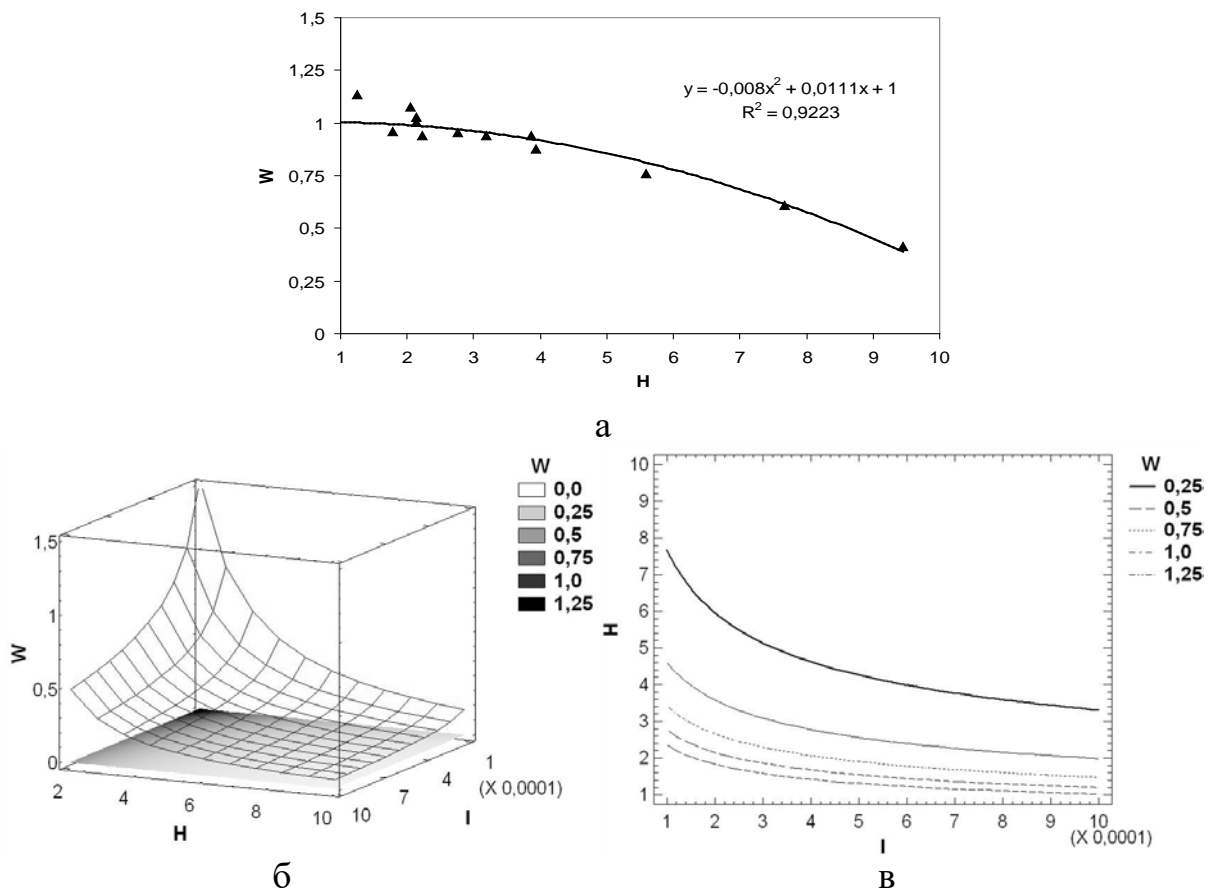 1,5
1,25
1
0,75
0,5
0,25
0
W
y = -0,008x² + 0,0111x + 1
R² = 0,9223
1 2 3 4 5 6 7 8 9 10
H
а
W
0,0
0,25
0,5
0,75
1,0
1,25
1,5
1
0,5
0
W
2 4 6 8 10
H
10 7 4 1
(X 0,0001)
I
б
10
9
8
7
6
5
4
3
2
1
H
1 2 3 4 5 6 7 8 9 10
(X 0,0001)
I
W
0,25
0,5
0,75
1,0
1,25
в